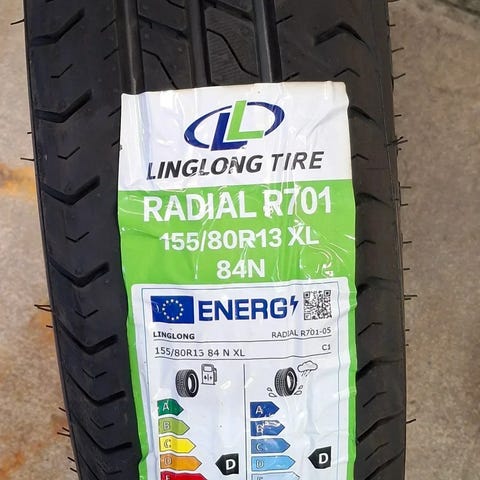 LINGLONG TIRE
RADIAL R701
155/80R13 XL
84N
ENERG
LINGLONG RADIAL R701-05
155/80R13 84 N XL C1
A A
B B
C C
D D D D
E